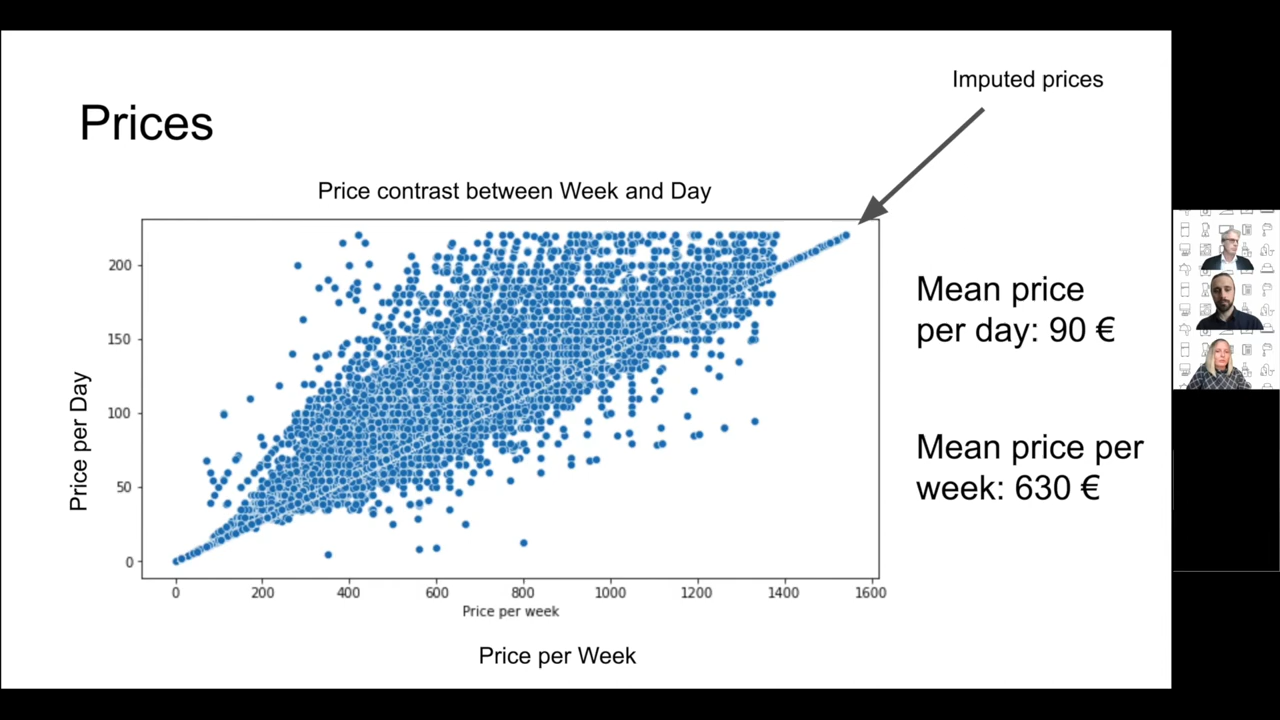 Imputed prices
Prices
Price contrast between Week and Day
200
150
100
50
0
Price per Day
0 200 400 600 800 1000 1200 1400 1600
Price per week
Price per Week
Mean price
per day: 90 €
Mean price per
week: 630 €